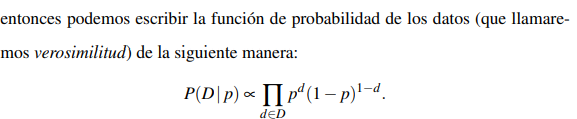 entonces podemos escribir la función de probabilidad de los datos (que llamare-
mos verosimilitud) de la siguiente manera:
P(D|p) ∝ ∏_{d∈D} p^d (1 − p)^{1−d}.